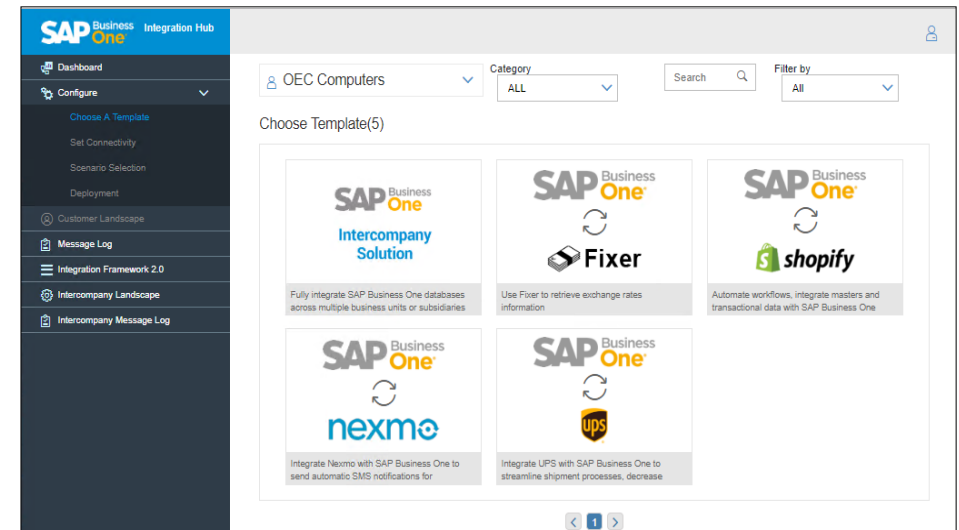 SAP Business One Integration Hub
Dashboard
Configure
Choose A Template
Set Connectivity
Scenario Selection
Deployment
Customer Landscape
Message Log
Integration Framework 2.0
Intercompany Landscape
Intercompany Message Log
OEC Computers
Category
ALL
Search
Filter by
All
Choose Template(5)
SAP Business One
Intercompany
Solution
Fully integrate SAP Business One databases
across multiple business units or subsidiaries
SAP Business One
Fixer
Use Fixer to retrieve exchange rates
information
SAP Business One
shopify
Automate workflows, integrate masters and
transactional data with SAP Business One
SAP Business One
nexmo
Integrate Nexmo with SAP Business One to
send automatic SMS notifications for
SAP Business One
ups
Integrate UPS with SAP Business One to
streamline shipment processes, decrease
1